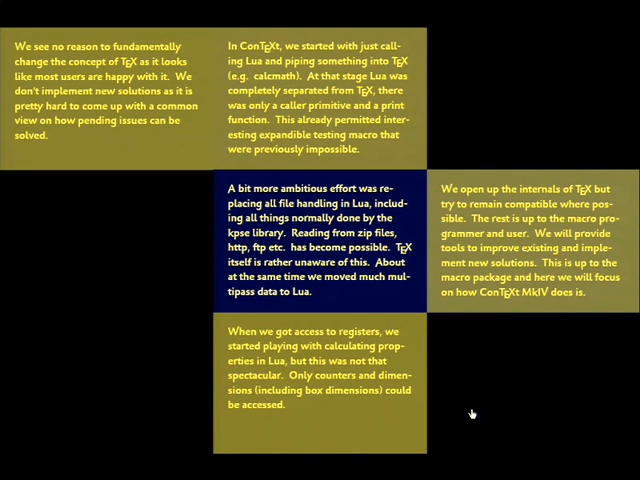 We see no reason to fundamentally
change the concept of TEX as it looks
like most users are happy with it. We
don't implement new solutions as it is
pretty hard to come up with a common
view on how pending issues can be
solved.
In ConTEXt, we started with just call-
ing Lua and piping something into TEX
(e.g. calcmath). At that stage Lua was
completely separated from TEX, there
was only a caller primitive and a print
function. This already permitted inter-
esting expandible testing macro that
were previously impossible.
A bit more ambitious effort was re-
placing all file handling in Lua, includ-
ing all things normally done by the
kpse library. Reading from zip files,
http, ftp etc. has become possible. TEX
itself is rather unaware of this. About
at the same time we moved much mul-
tipass data to Lua.
We open up the internals of TEX but
try to remain compatible where pos-
sible. The rest is up to the macro pro-
grammer and user. We will provide
tools to improve existing and imple-
ment new solutions. This is up to the
macro package and here we will focus
on how ConTEXt MkIV does is.
When we got access to registers, we
started playing with calculating prop-
erties in Lua, but this was not that
spectacular. Only counters and dimen-
sions (including box dimensions) could
be accessed.